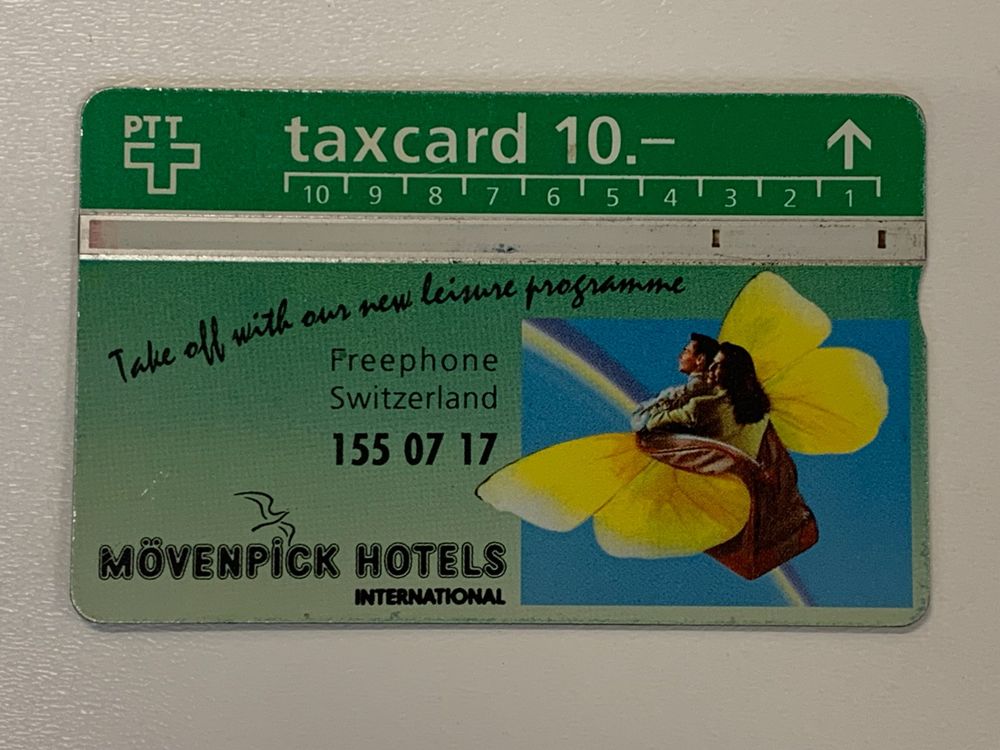 PTT
taxcard 10.–
10 9 8 7 6 5 4 3 2 1
Take off with our new leisure programme
Freephone
Switzerland
155 07 17
MÖVENPICK HOTELS
INTERNATIONAL